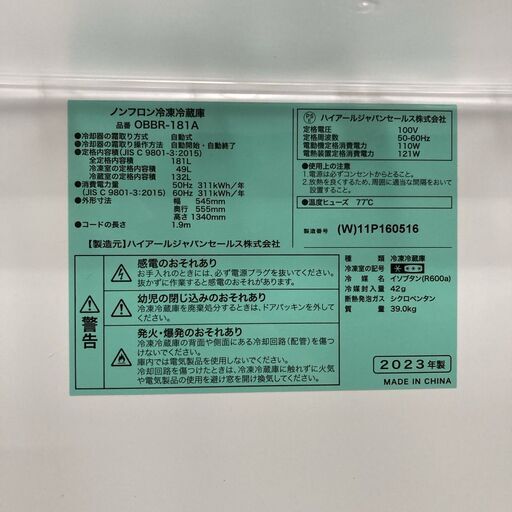 ノンフロン冷凍冷蔵庫
品番 OBBR-181A
●冷却器の霜取り方式 自動式
●冷却器の霜取り操作方法 自動開始・自動終了
●定格内容積(JIS C 9801-3:2015)
全定格内容積 181L
冷凍室の定格内容積 49L
冷蔵室の定格内容積 132L
●消費電力量 50Hz 311kWh/年
(JIS C 9801-3:2015) 60Hz 311kWh/年
●外形寸法 幅 545mm
奥行 555mm
高さ 1340mm
●コードの長さ 1.9m
【製造元】ハイアールジャパンセールス株式会社
警告
感電のおそれあり
お手入れのときには、必ず電源プラグを抜いてください。
抜かずに作業すると感電のおそれがあります。
幼児の閉じ込めのおそれあり
冷凍冷蔵庫を廃棄処分するときは、ドアパッキンを外してください。
発火・爆発のおそれあり
冷凍冷蔵庫の背面や側面にある冷却回路(配管)を傷つけないでください。
庫内では電気製品を使用しないでください。
冷却回路を傷つけたときは、冷凍冷蔵庫に触れずに火気や電気製品の使用を避け窓を開け換気してください。
PS E
ハイアールジャパンセールス株式会社
定格電圧 100V
定格周波数 50-60Hz
電動機定格消費電力 110W
電熱装置定格消費電力 121W
●使用上の注意
1.電源は必ずコンセントからとること。
2.放熱を良くするため、周囲に適当な間隔をおいて設置すること。
●温度ヒューズ 77℃
製造番号 (W)11P160516
種類 冷凍冷蔵庫
冷凍室の記号
冷媒 イソブタン(R600a)
冷媒封入量 42g
断熱発泡ガス シクロペンタン
質量 39.0kg
2023年製
MADE IN CHINA